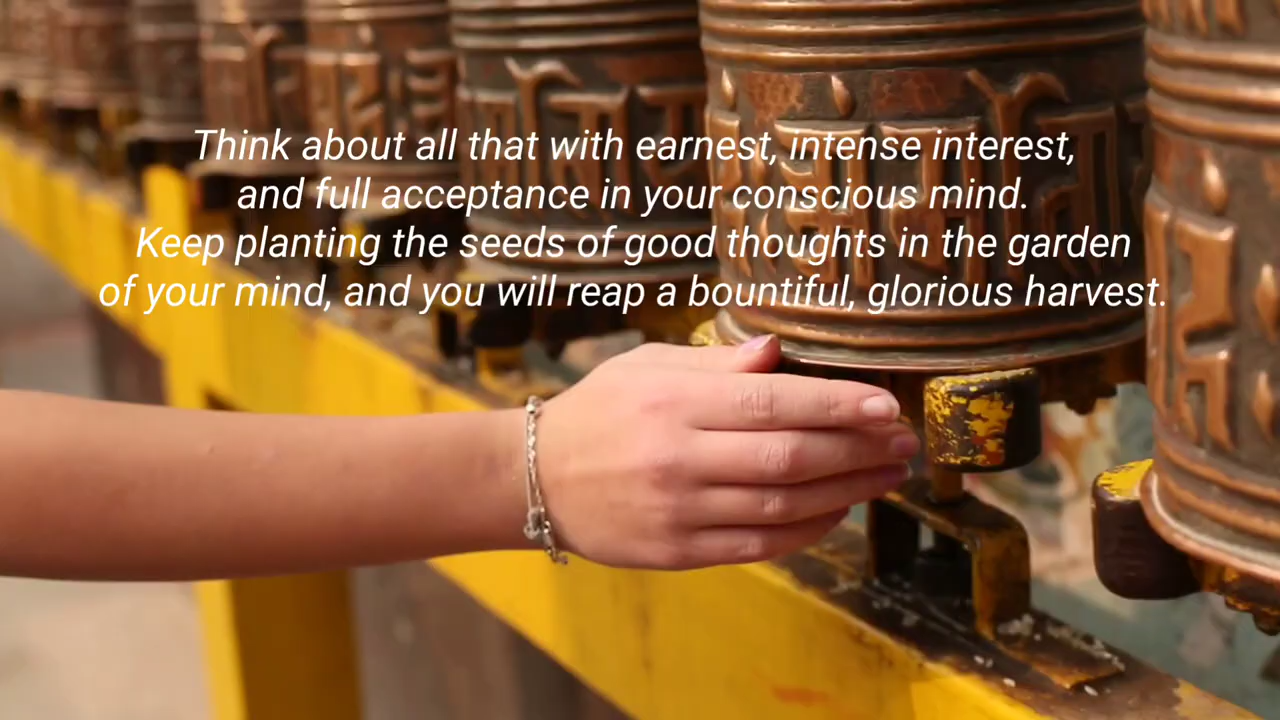 Think about all that with earnest, intense interest,
and full acceptance in your conscious mind.
Keep planting the seeds of good thoughts in the garden
of your mind, and you will reap a bountiful, glorious harvest.